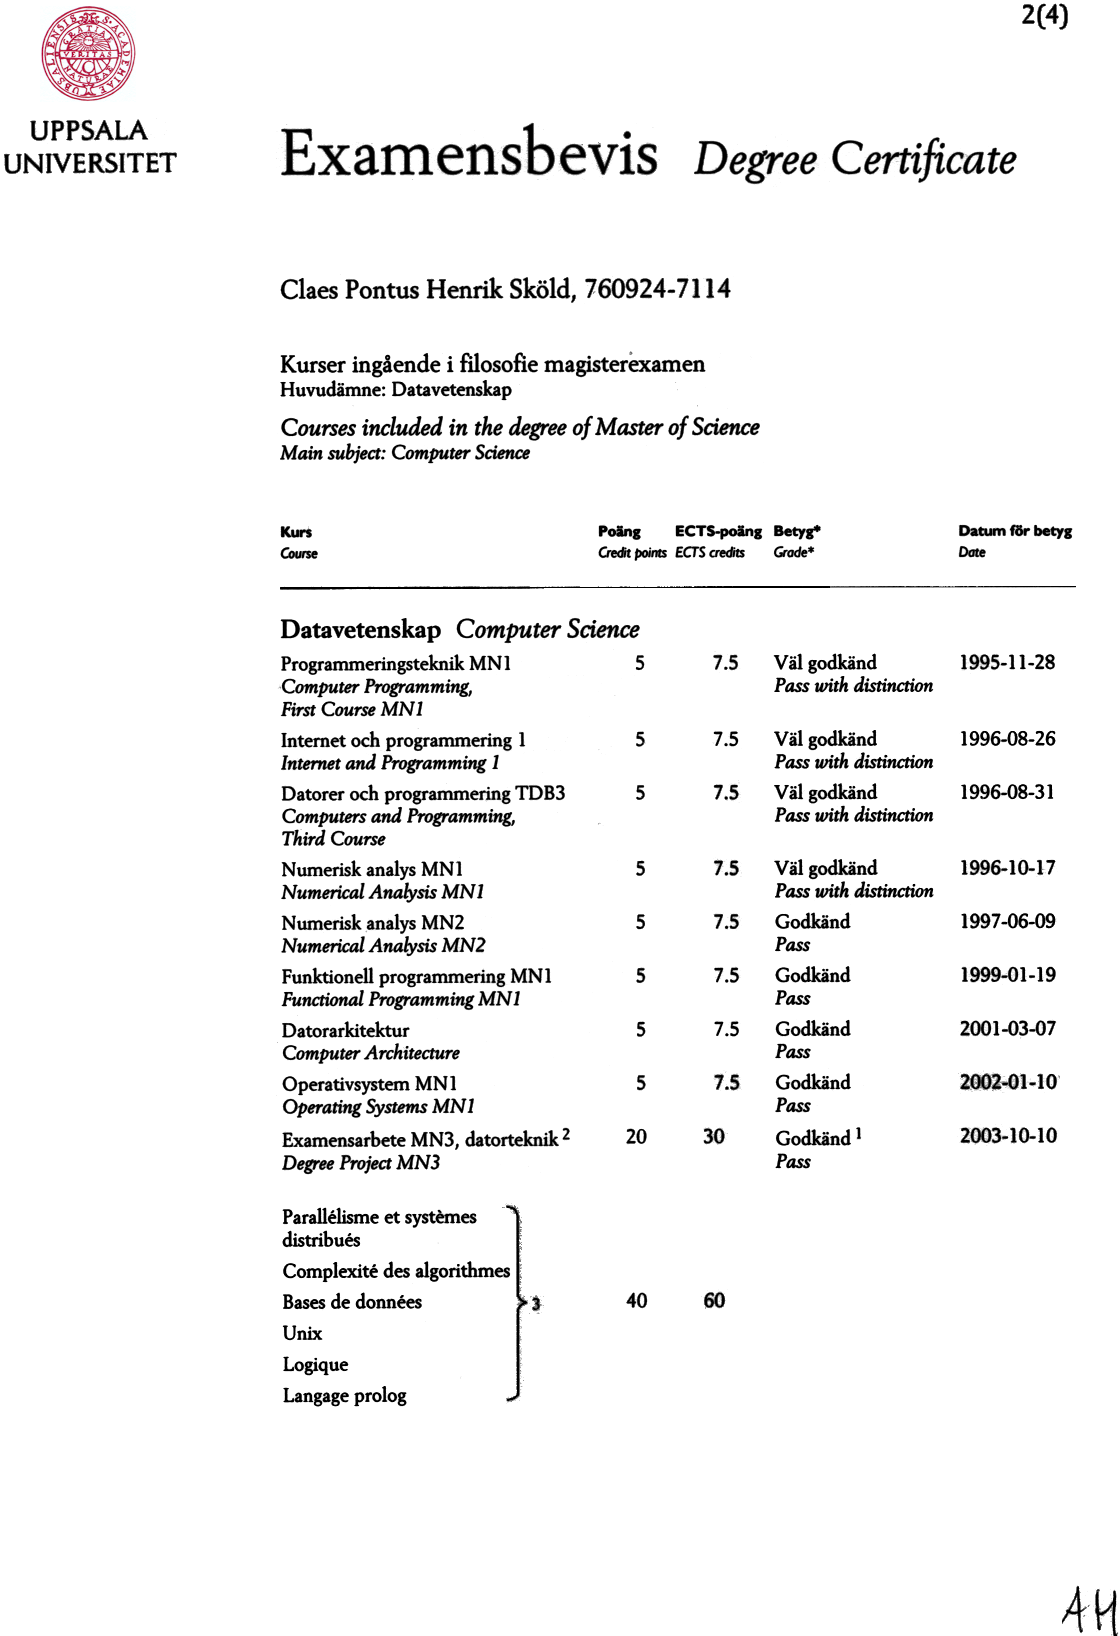 2(4)
UPPSALA
UNIVERSITET
Examensbevis Degree Certificate
Claes Pontus Henrik Sköld, 760924-7114
Kurser ingående i filosofie magisterexamen
Huvudämne: Datavetenskap
Courses included in the degree of Master of Science
Main subject: Computer Science
Kurs Poäng ECTS-poäng Betyg* Datum för betyg
Course Credit points ECTS credits Grade* Date
Datavetenskap Computer Science
Programmeringsteknik MN1 5 7.5 Väl godkänd 1995-11-28
Computer Programming, Pass with distinction
First Course MN1
Internet och programmering 1 5 7.5 Väl godkänd 1996-08-26
Internet and Programming 1 Pass with distinction
Datorer och programmering TDB3 5 7.5 Väl godkänd 1996-08-31
Computers and Programming, Pass with distinction
Third Course
Numerisk analys MN1 5 7.5 Väl godkänd 1996-10-17
Numerical Analysis MN1 Pass with distinction
Numerisk analys MN2 5 7.5 Godkänd 1997-06-09
Numerical Analysis MN2 Pass
Funktionell programmering MN1 5 7.5 Godkänd 1999-01-19
Functional Programming MN1 Pass
Datorarkitektur 5 7.5 Godkänd 2001-03-07
Computer Architecture Pass
Operativsystem MN1 5 7.5 Godkänd 2002-01-10
Operating Systems MN1 Pass
Examensarbete MN3, datorteknik 2 20 30 Godkänd 1 2003-10-10
Degree Project MN3 Pass
Parallélisme et systèmes
distribués
Complexité des algorithmes
Bases de données 3 40 60
Unix
Logique
Langage prolog
AH